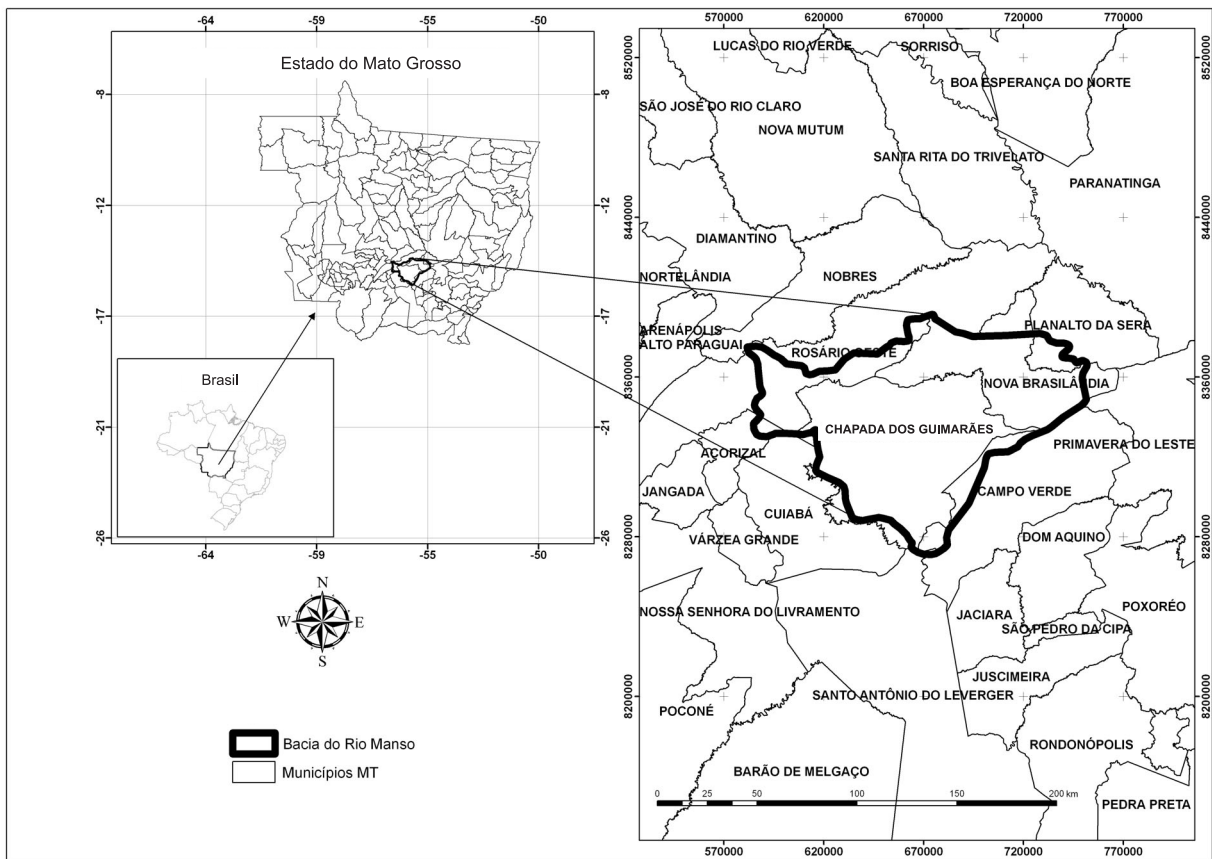 -64 -59 -55 -50
Estado do Mato Grosso
-8 -8
-12 -12
-17 -17
-21 -21
-26 -26
Brasil
-64 -59 -55 -50
N
W E
S
Bacia do Rio Manso
Municípios MT
570000 620000 670000 720000 770000
8520000 8520000
8440000 8440000
8360000 8360000
8280000 8280000
8200000 8200000
LUCAS DO RIO VERDE
SORRISO
BOA ESPERANÇA DO NORTE
SÃO JOSÉ DO RIO CLARO
NOVA MUTUM
SANTA RITA DO TRIVELATO
PARANATINGA
DIAMANTINO
NORTELÂNDIA
NOBRES
ARENÁPOLIS
PLANALTO DA SERA
ALTO PARAGUAI
ROSÁRIO OESTE
NOVA BRASILÂNDIA
CHAPADA DOS GUIMARÃES
PRIMAVERA DO LESTE
AÇORIZAL
JANGADA
CAMPO VERDE
CUIABÁ
VÁRZEA GRANDE
DOM AQUINO
NOSSA SENHORA DO LIVRAMENTO
JACIARA
POXORÉO
SÃO PEDRO DA CIPA
JUSCIMEIRA
SANTO ANTÔNIO DO LEVERGER
POCONÉ
RONDONÓPOLIS
BARÃO DE MELGAÇO
PEDRA PRETA
0 25 50 100 150 200 km
570000 620000 670000 720000 770000